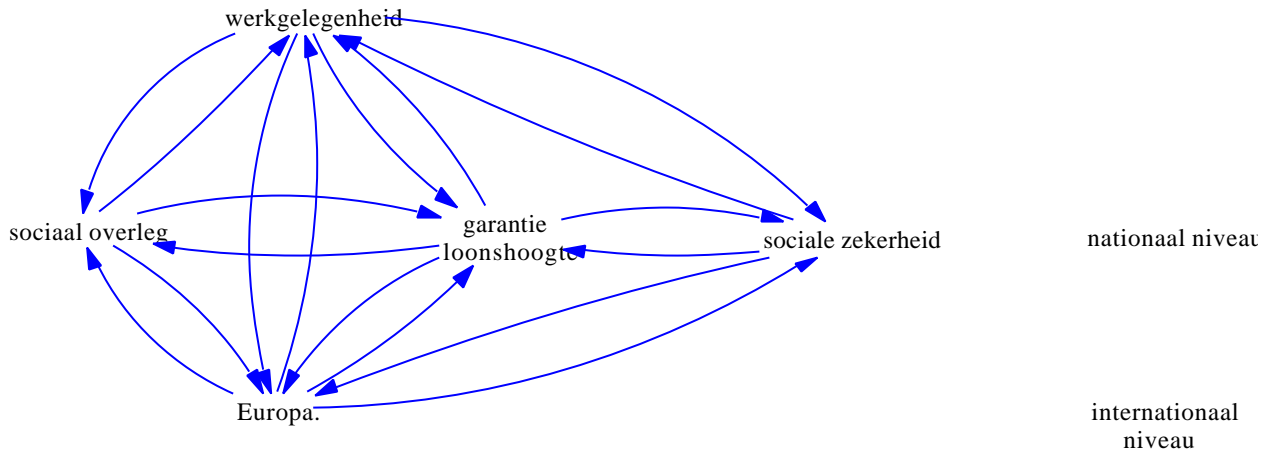 werkgelegenheid
sociaal overleg
garantie
loonshoogte
sociale zekerheid
nationaal niveau
Europa.
internationaal
niveau